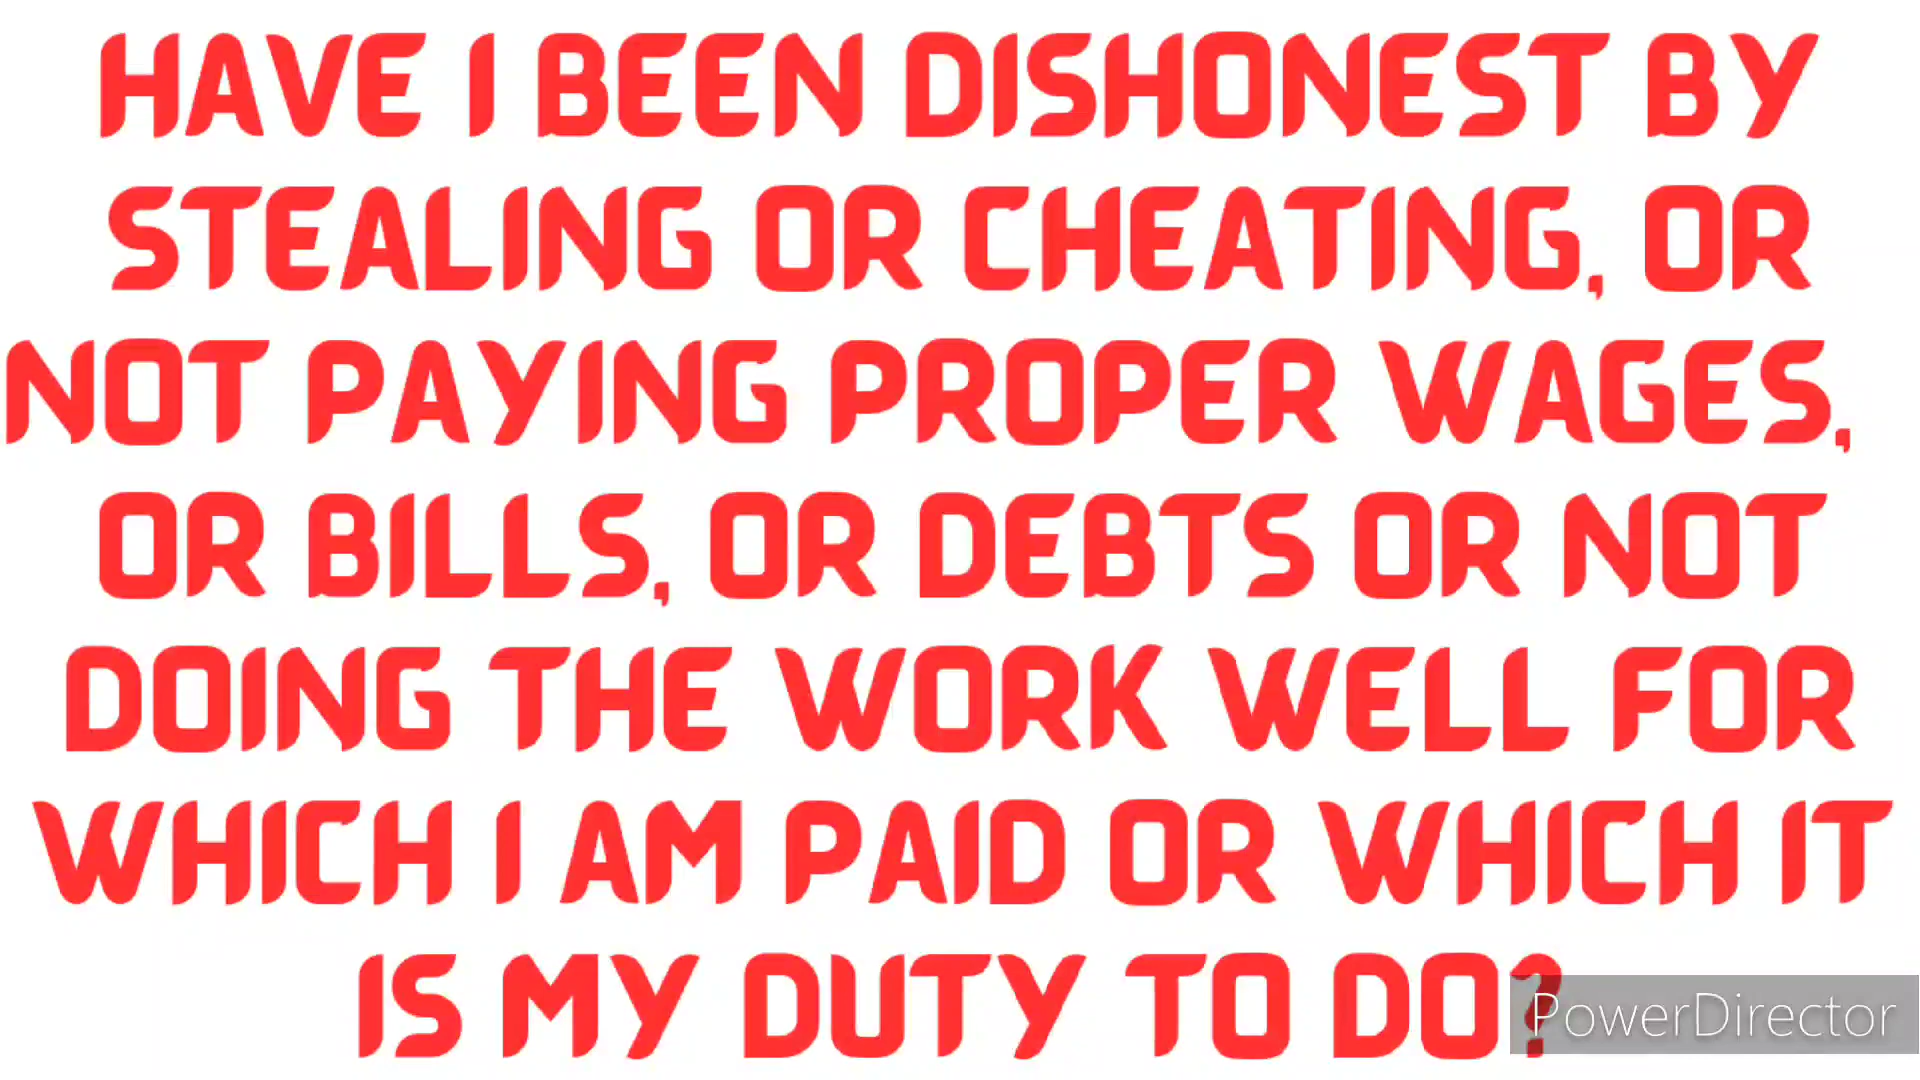 HAVE I BEEN DISHONEST BY
STEALING OR CHEATING, OR
NOT PAYING PROPER WAGES,
OR BILLS, OR DEBTS OR NOT
DOING THE WORK WELL FOR
WHICH I AM PAID OR WHICH IT
IS MY DUTY TO DO?
PowerDirector